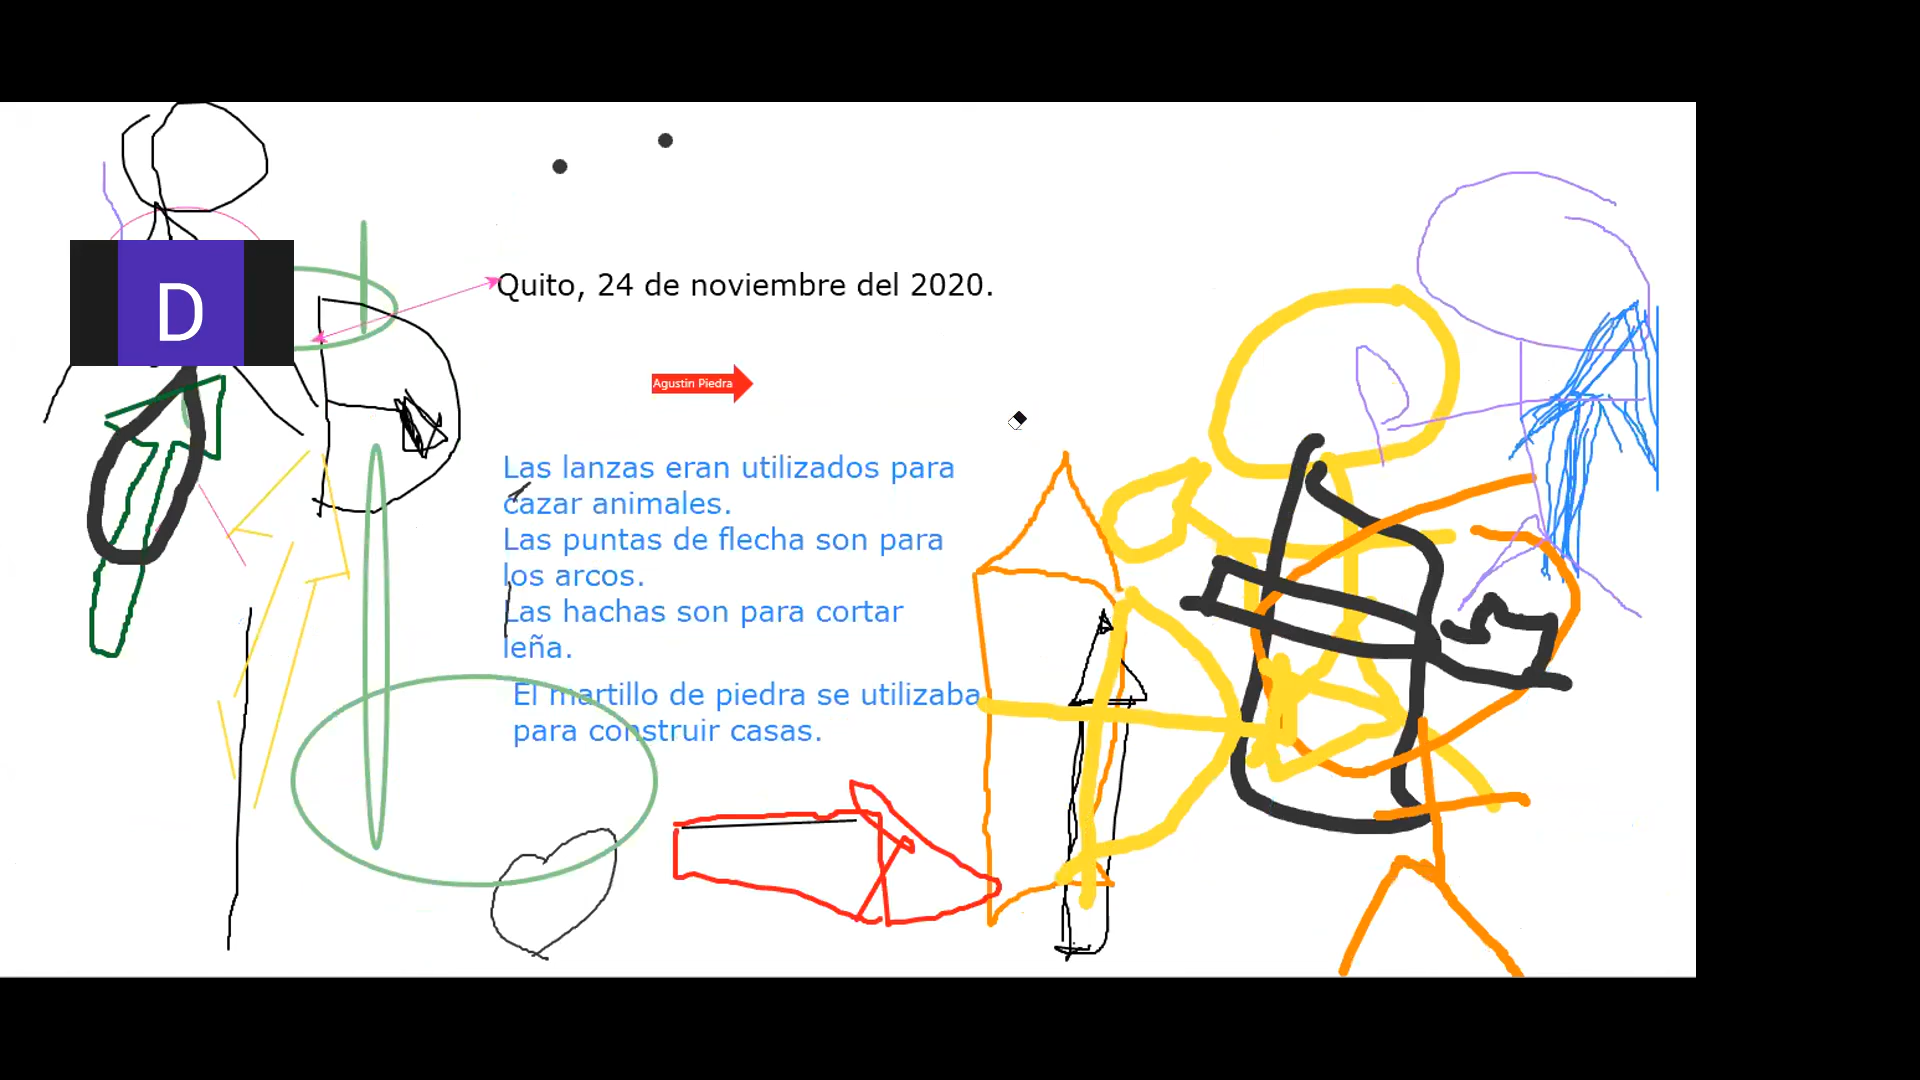 D
Quito, 24 de noviembre del 2020.
Agustin Piedra
Las lanzas eran utilizados para
cazar animales.
Las puntas de flecha son para
los arcos.
Las hachas son para cortar
leña.
El martillo de piedra se utilizaba
para construir casas.